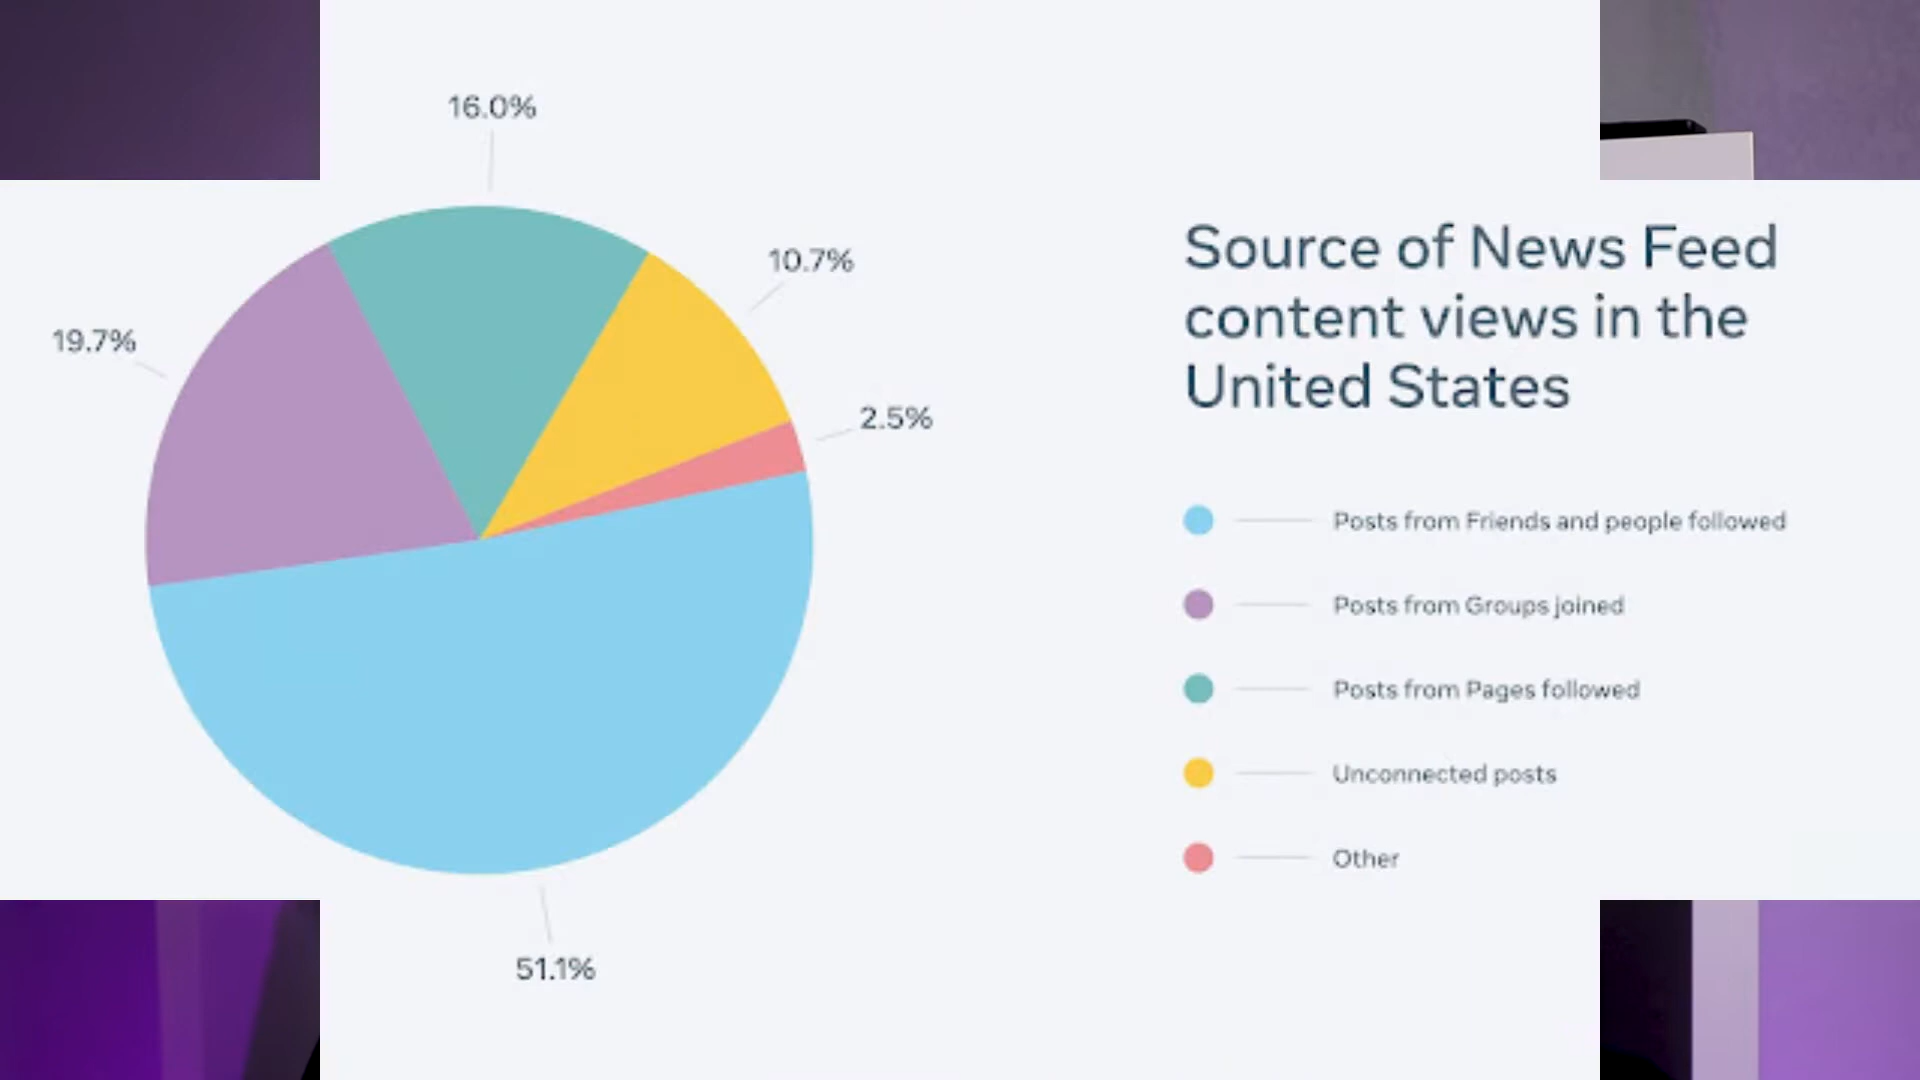 16.0%
10.7%
19.7%
2.5%
51.1%
Source of News Feed
content views in the
United States
Posts from Friends and people followed
Posts from Groups joined
Posts from Pages followed
Unconnected posts
Other